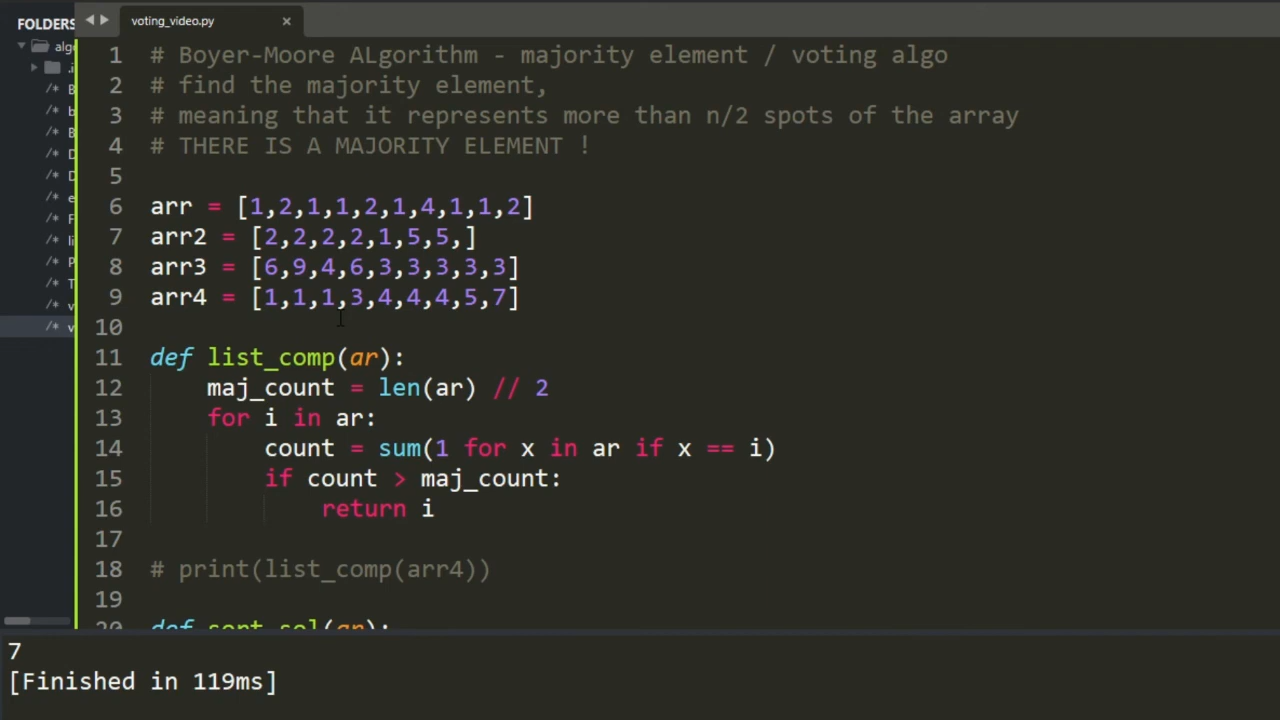 FOLDERS
voting_video.py
1 # Boyer-Moore ALgorithm - majority element / voting algo
2 # find the majority element,
3 # meaning that it represents more than n/2 spots of the array
4 # THERE IS A MAJORITY ELEMENT !
5
6 arr = [1,2,1,1,2,1,4,1,1,2]
7 arr2 = [2,2,2,2,1,5,5,]
8 arr3 = [6,9,4,6,3,3,3,3,3]
9 arr4 = [1,1,1,3,4,4,4,5,7]
10
11 def list_comp(ar):
12 maj_count = len(ar) // 2
13 for i in ar:
14 count = sum(1 for x in ar if x == i)
15 if count > maj_count:
16 return i
17
18 # print(list_comp(arr4))
19
20 def sort_sol(ar):
7
[Finished in 119ms]